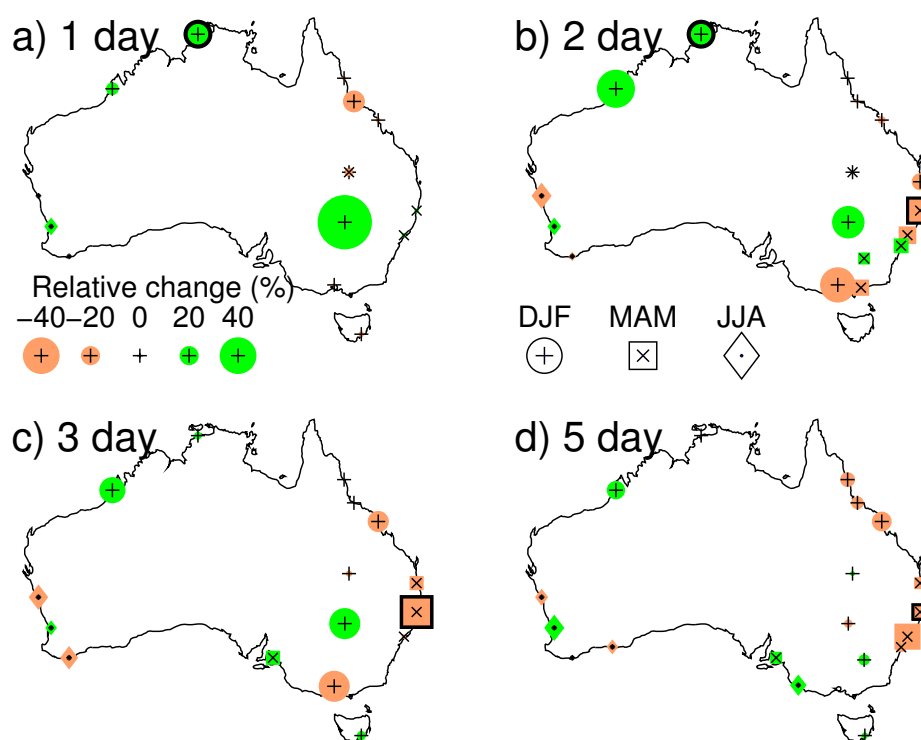 a) 1 day
b) 2 day
Relative change (%)
−40 −20 0 20 40
DJF MAM JJA
c) 3 day
d) 5 day